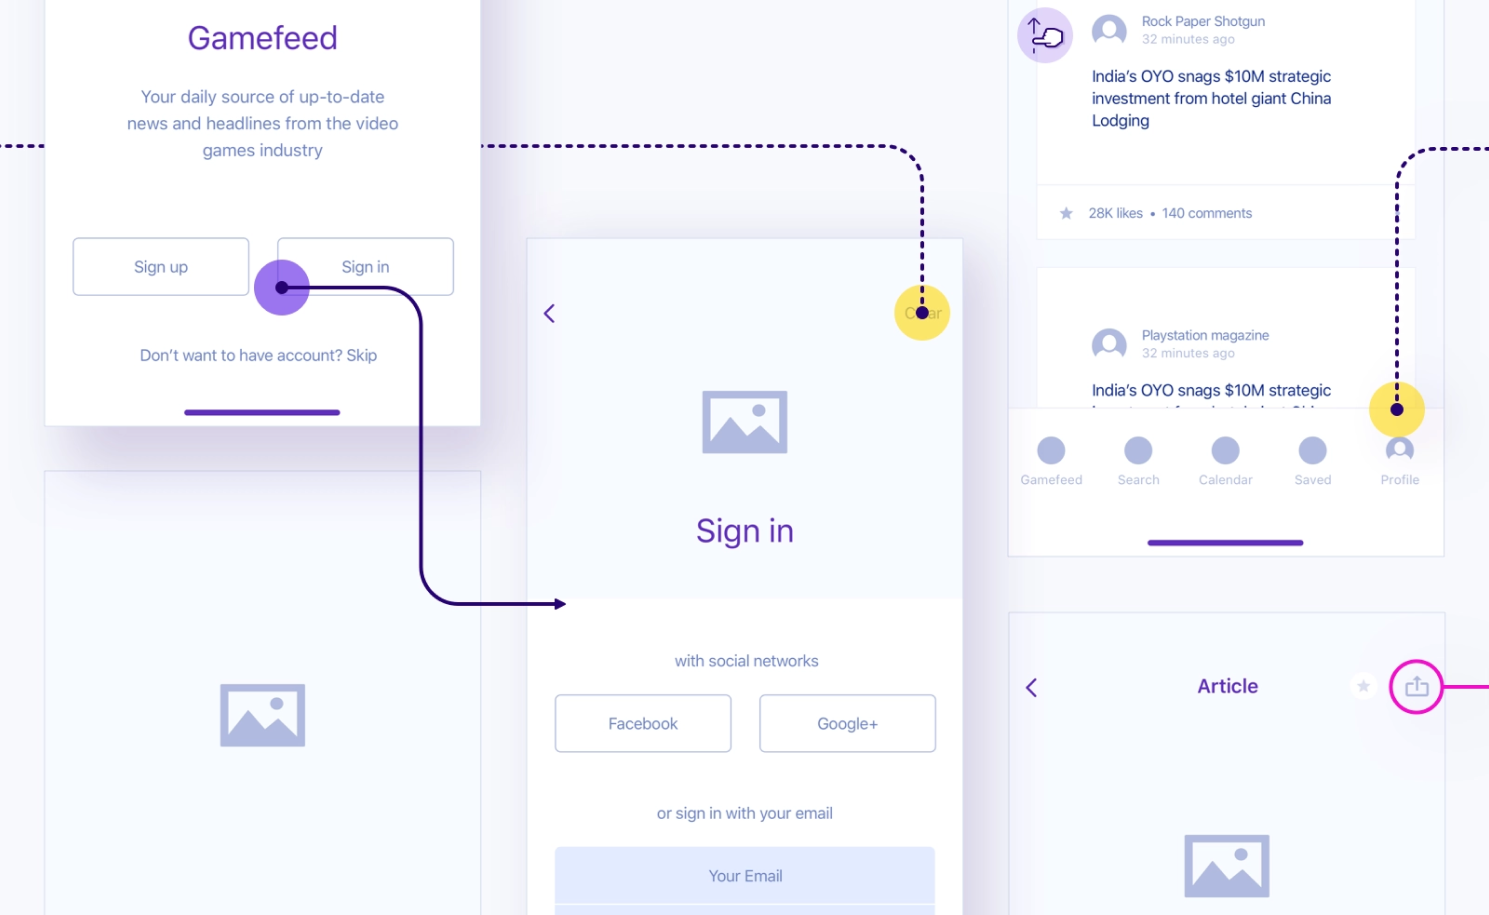 Gamefeed
Your daily source of up-to-date
news and headlines from the video
games industry
Sign up
Sign in
Don't want to have account? Skip
Clear
Sign in
with social networks
Facebook
Google+
or sign in with your email
Your Email
Rock Paper Shotgun
32 minutes ago
India's OYO snags $10M strategic
investment from hotel giant China
Lodging
28K likes • 140 comments
Playstation magazine
32 minutes ago
India's OYO snags $10M strategic
Gamefeed
Search
Calendar
Saved
Profile
Article